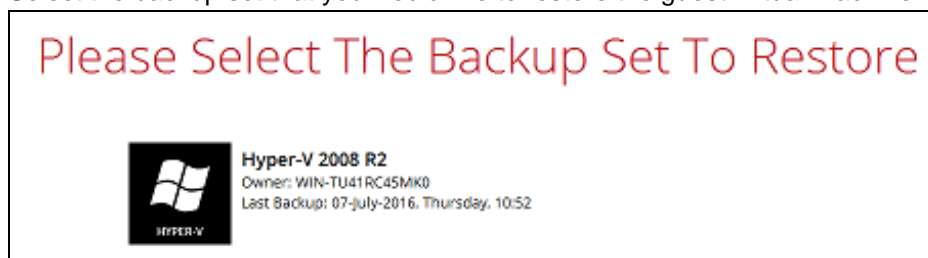 Please Select The Backup Set To Restore
Hyper-V 2008 R2
Owner: WIN-TU41RC45MK0
Last Backup: 07-July-2016, Thursday, 10:52
HYPER-V